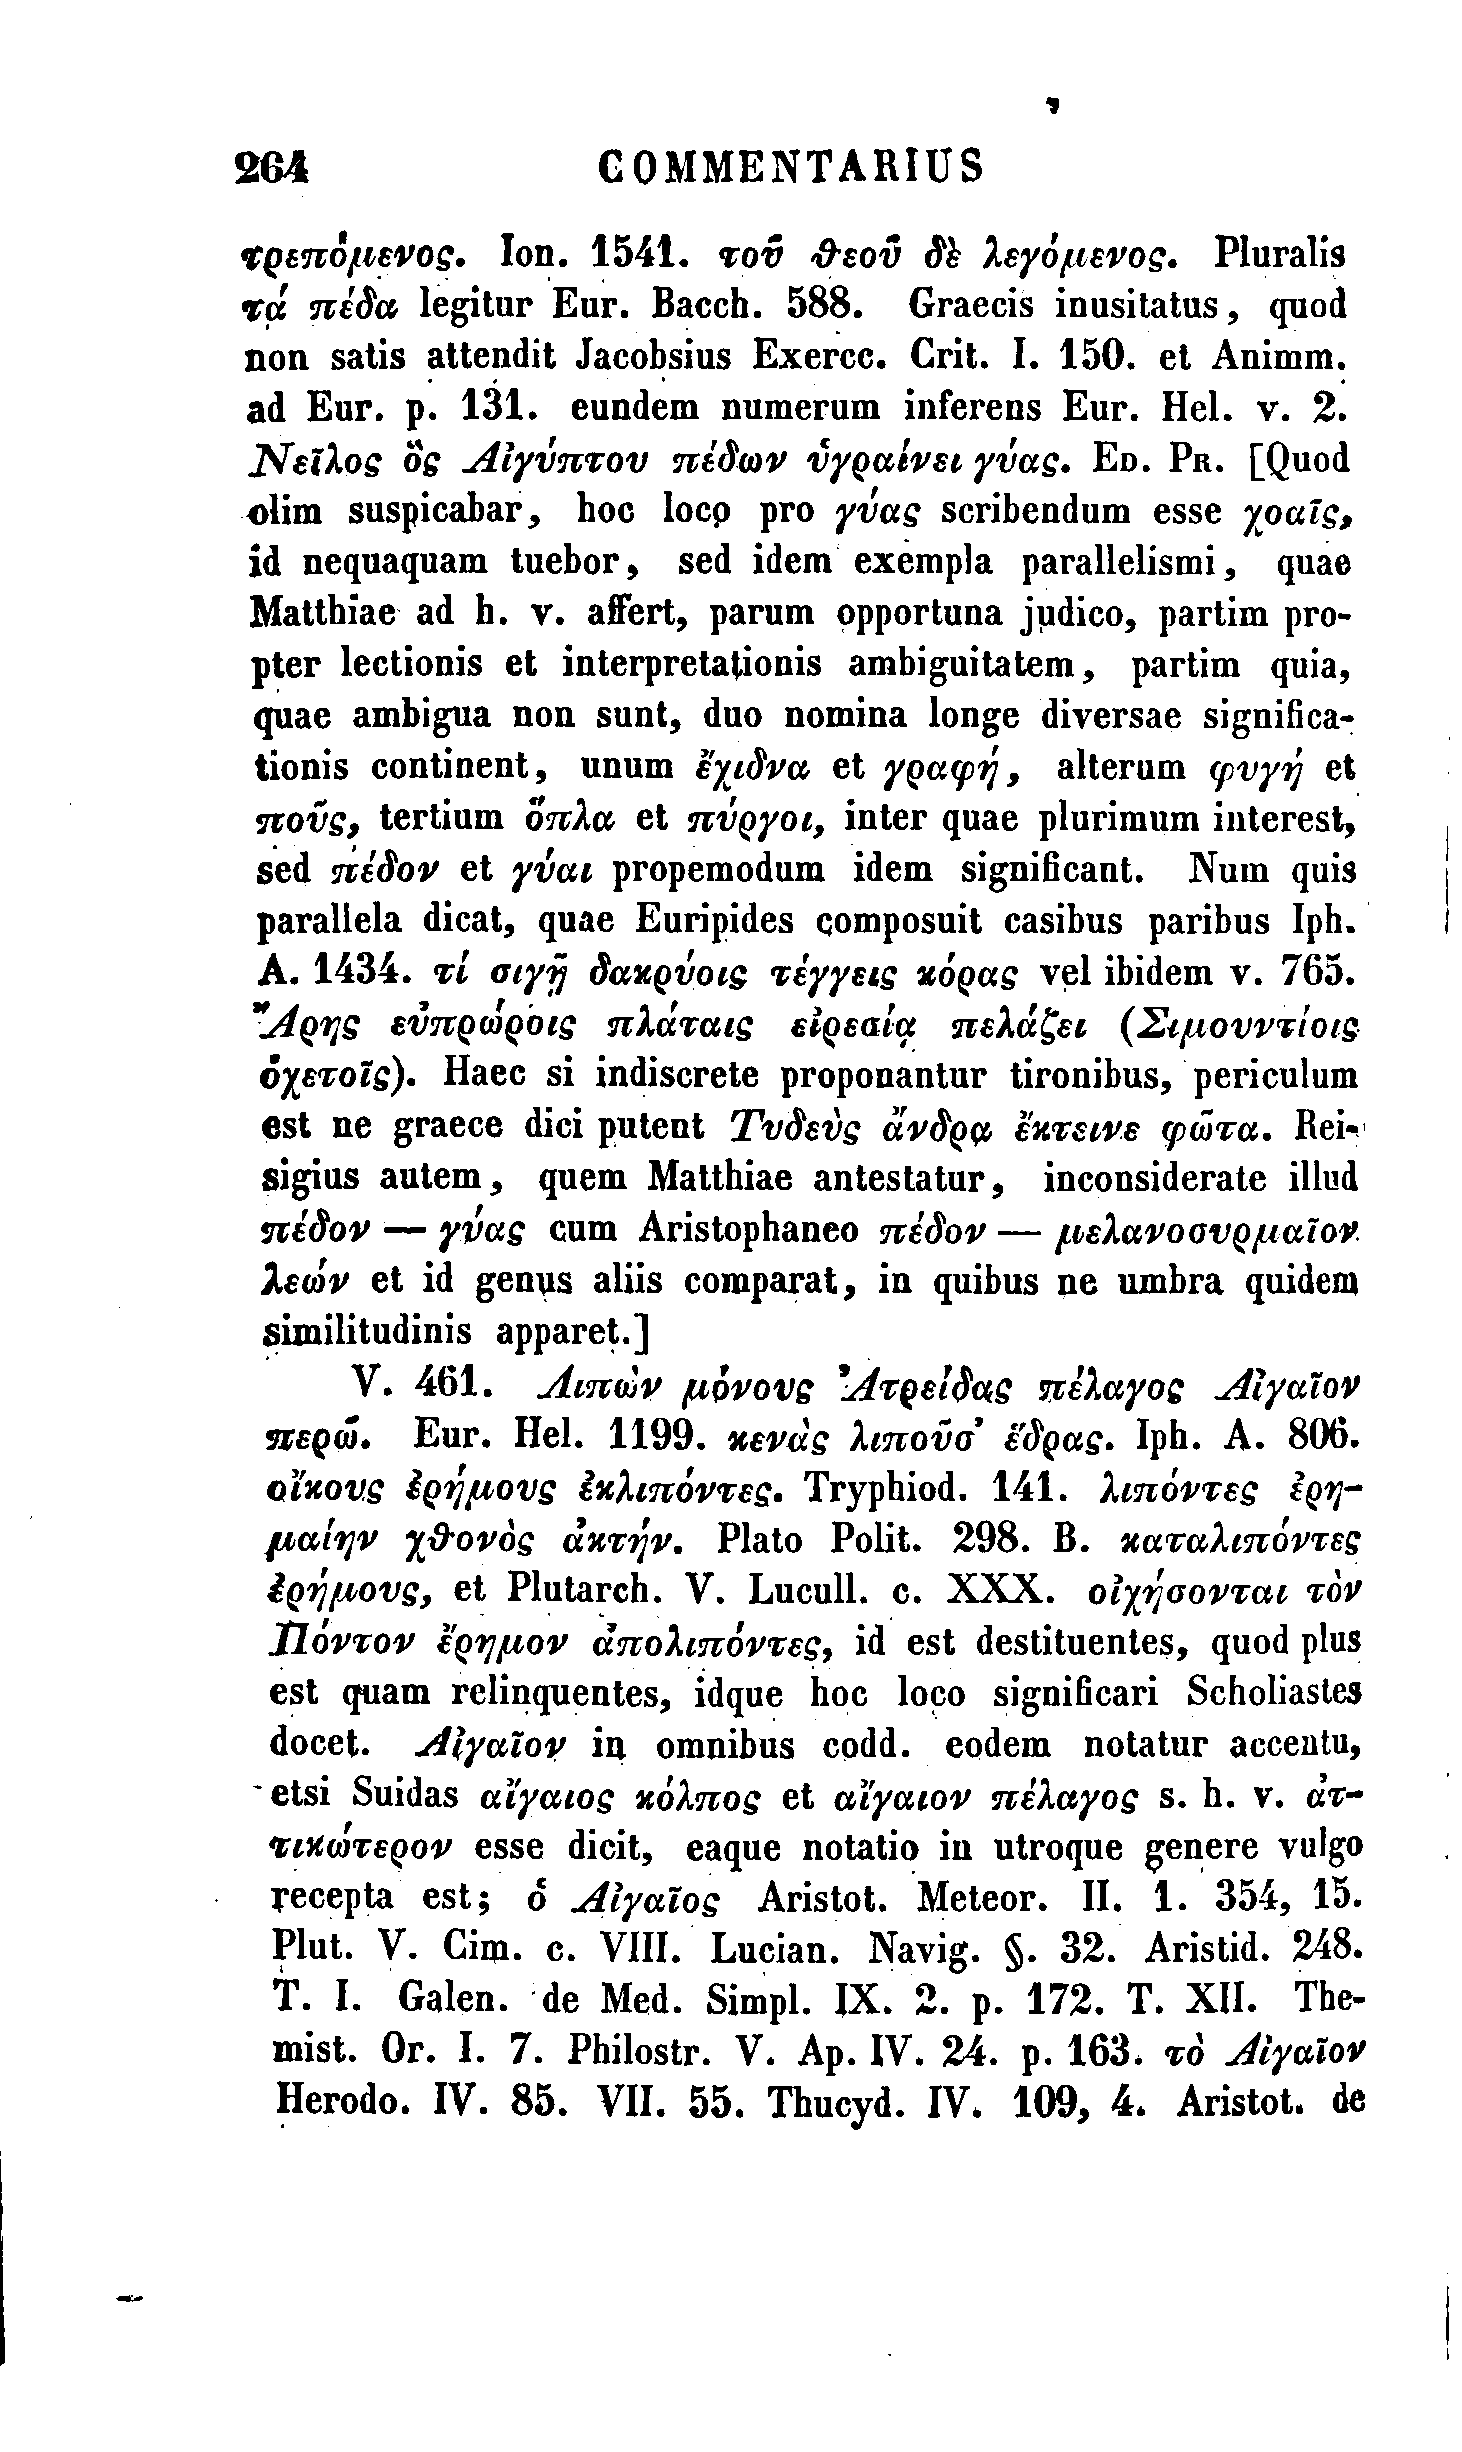 264 COMMENTARIUS
τρεπόμενος. Ion. 1541. τοῦ ϑεοῦ δὲ λεγόμενος. Pluralis
τὰ πέδα legitur Eur. Bacch. 588. Graecis inusitatus, quod
non satis attendit Jacobsius Exercc. Crit. I. 150. et Animm.
ad Eur. p. 131. eundem numerum inferens Eur. Hel. v. 2.
Νεῖλος ὃς Αἰγύπτου πέδων ὑγραίνει γύας. ED. PR. [Quod
olim suspicabar, hoc loco pro γύας scribendum esse χοαῖς,
id nequaquam tuebor, sed idem exempla parallelismi, quae
Matthiae ad h. v. affert, parum opportuna judico, partim pro-
pter lectionis et interpretationis ambiguitatem, partim quia,
quae ambigua non sunt, duo nomina longe diversae significa-
tionis continent, unum ἔχιδνα et γραφή, alterum φυγή et
ποῦς, tertium ὅπλα et πύργοι, inter quae plurimum interest,
sed πέδον et γύαι propemodum idem significant. Num quis
parallela dicat, quae Euripides composuit casibus paribus Iph.
A. 1434. τί σιγῇ δακρύοις τέγγεις κόρας vel ibidem v. 765.
Ἄρης εὐπρώροις πλάταις εἰρεσίᾳ πελάζει (Σιμουντίοις
ὀχετοῖς). Haec si indiscrete proponantur tironibus, periculum
est ne graece dici putent Τυδεὺς ἄνδρα ἔκτεινε φῶτα. Rei-
sigius autem, quem Matthiae antestatur, inconsiderate illud
πέδον — γύας cum Aristophaneo πέδον — μελανοσυρμαῖον
λεών et id genus aliis comparat, in quibus ne umbra quidem
similitudinis apparet.]
V. 461. Λιπὼν μόνους Ἀτρείδας πέλαγος Αἰγαῖον
περῶ. Eur. Hel. 1199. κενὰς λιποῦσ’ ἕδρας. Iph. A. 806.
οἴκους ἐρήμους ἐκλιπόντες. Tryphiod. 141. λιπόντες ἐρη-
μαίην χϑονὸς ἀκτήν. Plato Polit. 298. B. καταλιπόντες
ἐρήμους, et Plutarch. V. Lucull. c. XXX. οἰχήσονται τὸν
Πόντον ἔρημον ἀπολιπόντες, id est destituentes, quod plus
est quam relinquentes, idque hoc loco significari Scholiastes
docet. Αἰγαῖον in omnibus codd. eodem notatur accentu,
etsi Suidas αἴγαιος κόλπος et αἴγαιον πέλαγος s. h. v. ἀτ-
τικώτερον esse dicit, eaque notatio in utroque genere vulgo
recepta est; ὁ Αἰγαῖος Aristot. Meteor. II. 1. 354, 15.
Plut. V. Cim. c. VIII. Lucian. Navig. §. 32. Aristid. 248.
T. I. Galen. de Med. Simpl. IX. 2. p. 172. T. XII. The-
mist. Or. I. 7. Philostr. V. Ap. IV. 24. p. 163. τὸ Αἰγαῖον
Herodo. IV. 85. VII. 55. Thucyd. IV. 109, 4. Aristot. de